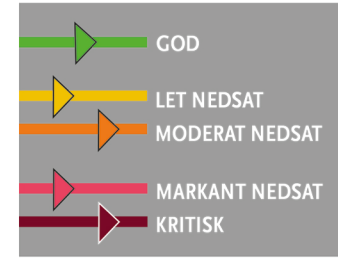 GOD
LET NEDSAT
MODERAT NEDSAT
MARKANT NEDSAT
KRITISK